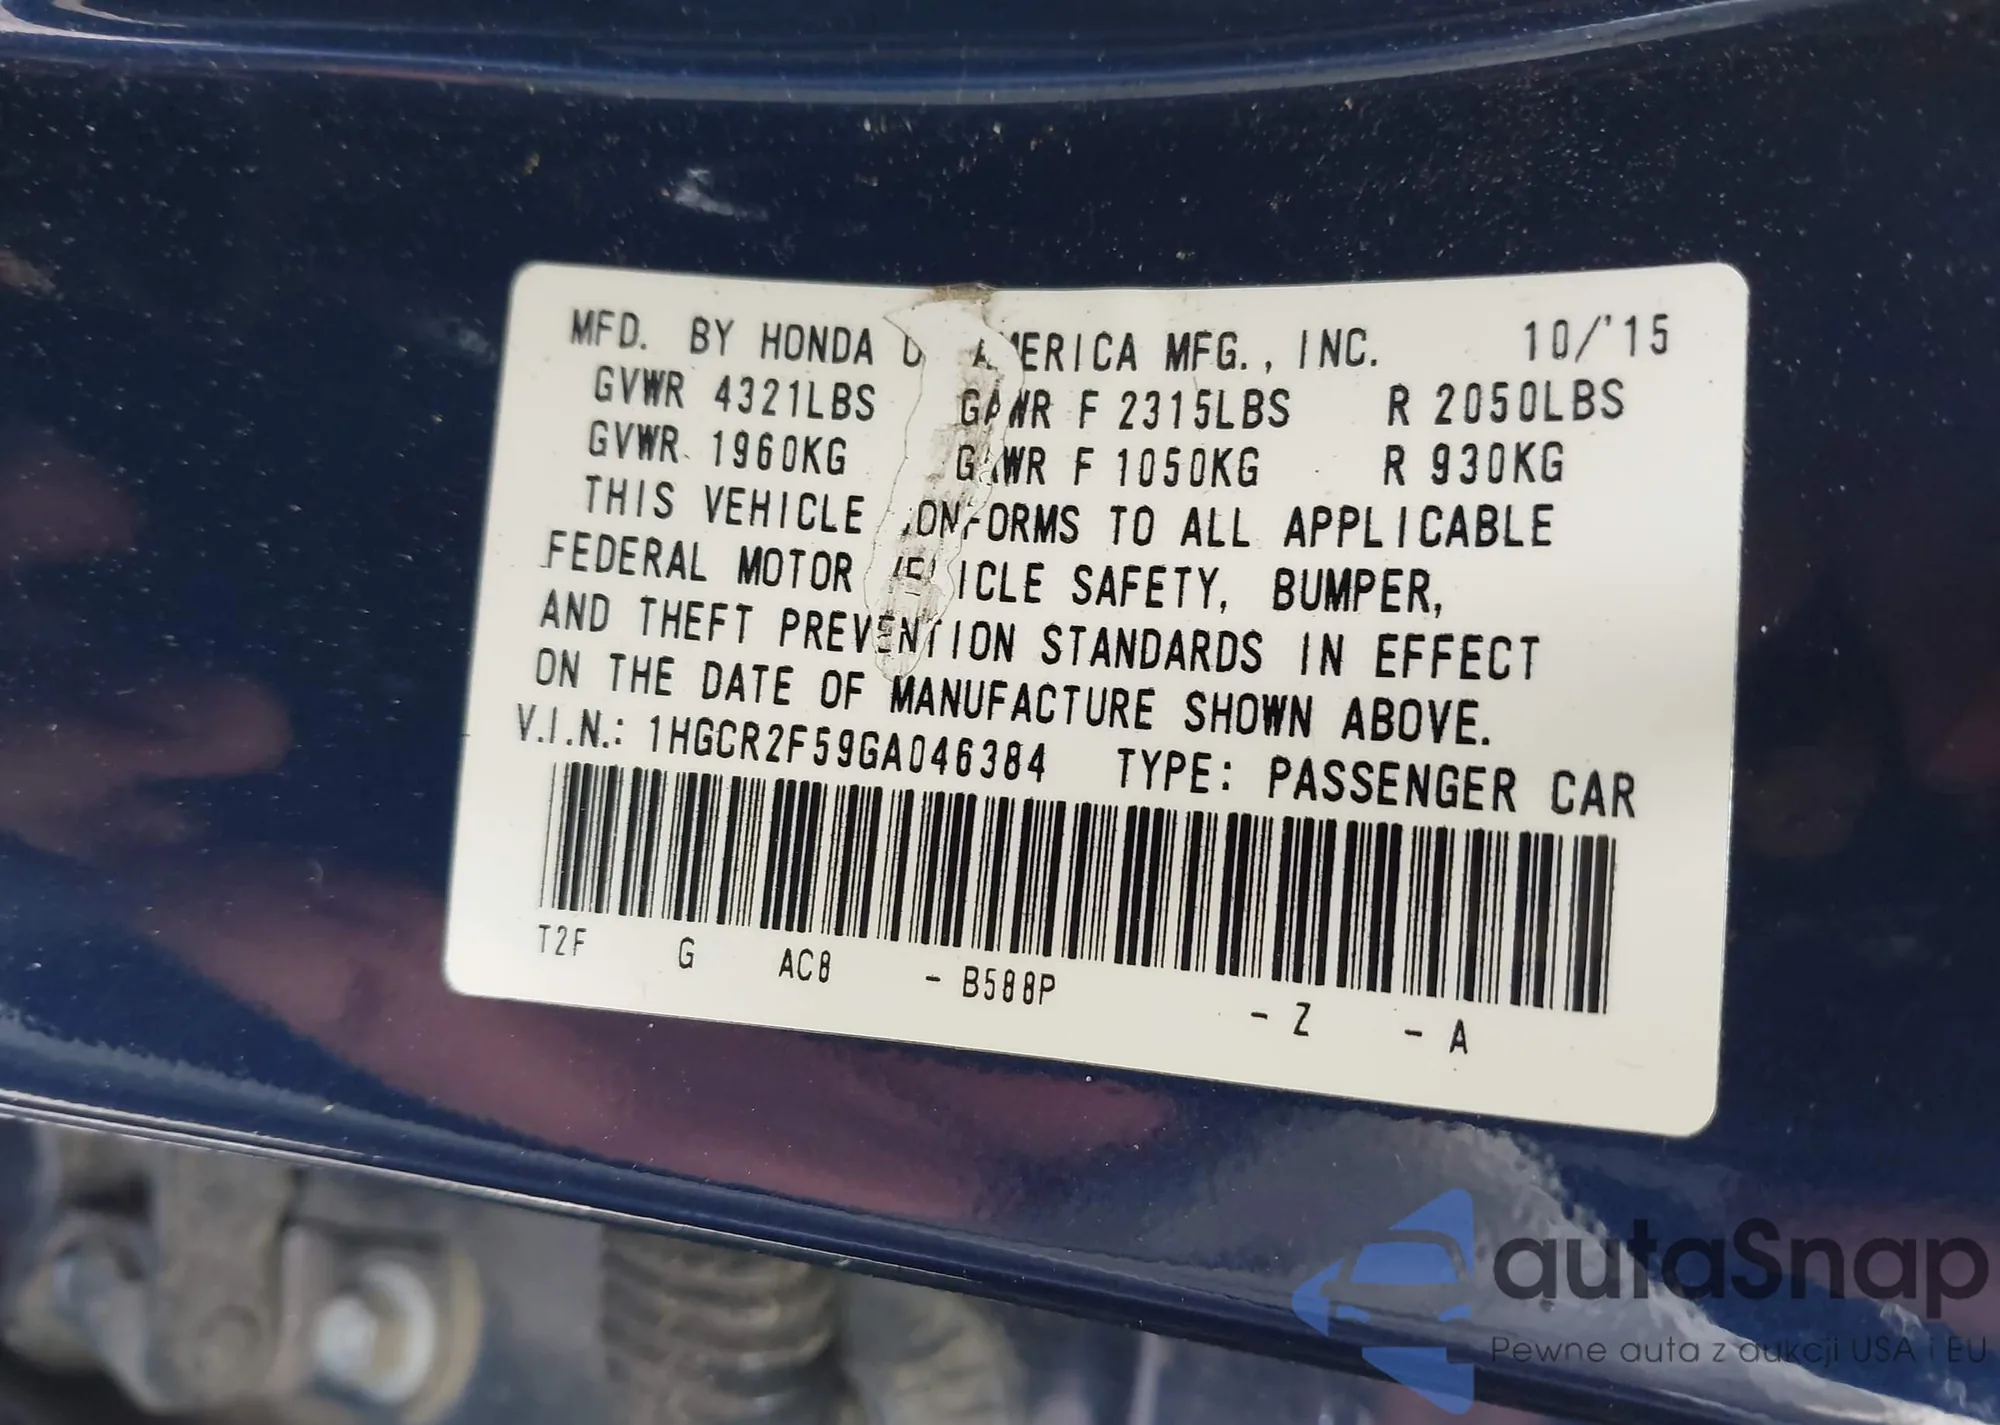 MFD. BY HONDA OF AMERICA MFG., INC. 10/'15
GVWR 4321LBS GAWR F 2315LBS R 2050LBS
GVWR 1960KG GAWR F 1050KG R 930KG
THIS VEHICLE CONFORMS TO ALL APPLICABLE
FEDERAL MOTOR VEHICLE SAFETY, BUMPER,
AND THEFT PREVENTION STANDARDS IN EFFECT
ON THE DATE OF MANUFACTURE SHOWN ABOVE.
V.I.N.: 1HGCR2F59GA046384 TYPE: PASSENGER CAR
T2F G AC8 - B588P - Z - A
autaSnap
Pewne auta z aukcji USA i EU